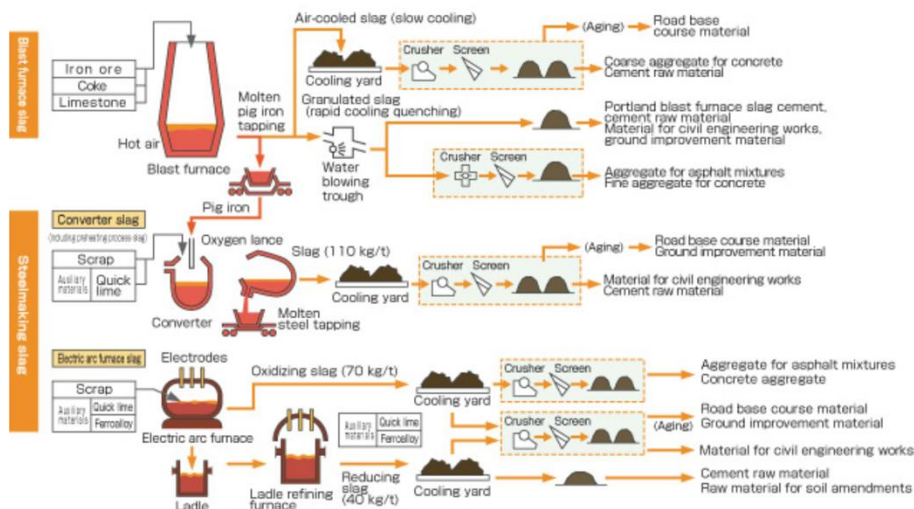 Blast furnace slag
Iron ore
Coke
Limestone
Hot air
Blast furnace
Molten
pig iron
tapping
Air-cooled slag (slow cooling)
Cooling yard
Crusher
Screen
(Aging)
Road base
course material
Coarse aggregate for concrete
Cement raw material
Granulated slag
(rapid cooling quenching)
Water
blowing
trough
Portland blast furnace slag cement,
cement raw material
Material for civil engineering works,
ground improvement material
Crusher
Screen
Aggregate for asphalt mixtures
Fine aggregate for concrete
Pig iron
Steelmaking slag
Converter slag
(Including preheating process slag)
Scrap
Auxiliary
materials
Quick
lime
Oxygen lance
Converter
Slag (110 kg/t)
Molten
steel tapping
Cooling yard
Crusher
Screen
(Aging)
Road base course material
Ground improvement material
Material for civil engineering works
Cement raw material
Electric arc furnace slag
Scrap
Auxiliary
materials
Quick lime
Ferroalloy
Electrodes
Electric arc furnace
Ladle
Oxidizing slag (70 kg/t)
Cooling yard
Crusher
Screen
Aggregate for asphalt mixtures
Concrete aggregate
Auxiliary
materials
Quick lime
Ferroalloy
Ladle refining
furnace
Reducing
slag
(40 kg/t)
Cooling yard
Crusher
Screen
(Aging)
Road base course material
Ground improvement material
Material for civil engineering works
Cement raw material
Raw material for soil amendments